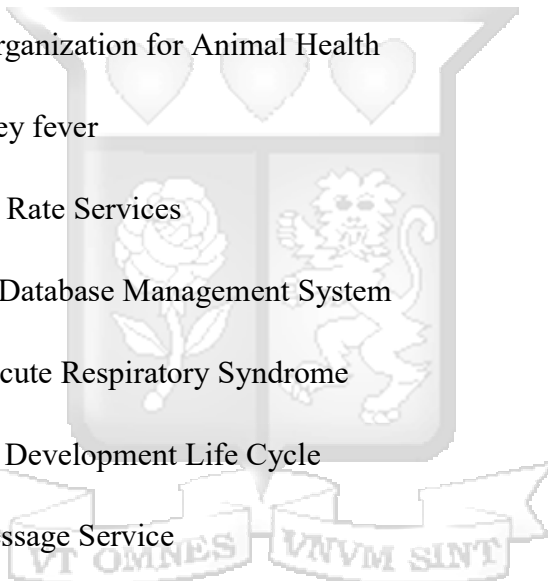 rganization for Animal Health
ey fever
Rate Services
Database Management System
cute Respiratory Syndrome
Development Life Cycle
ssage Service
VT OMNES VNVM SINT